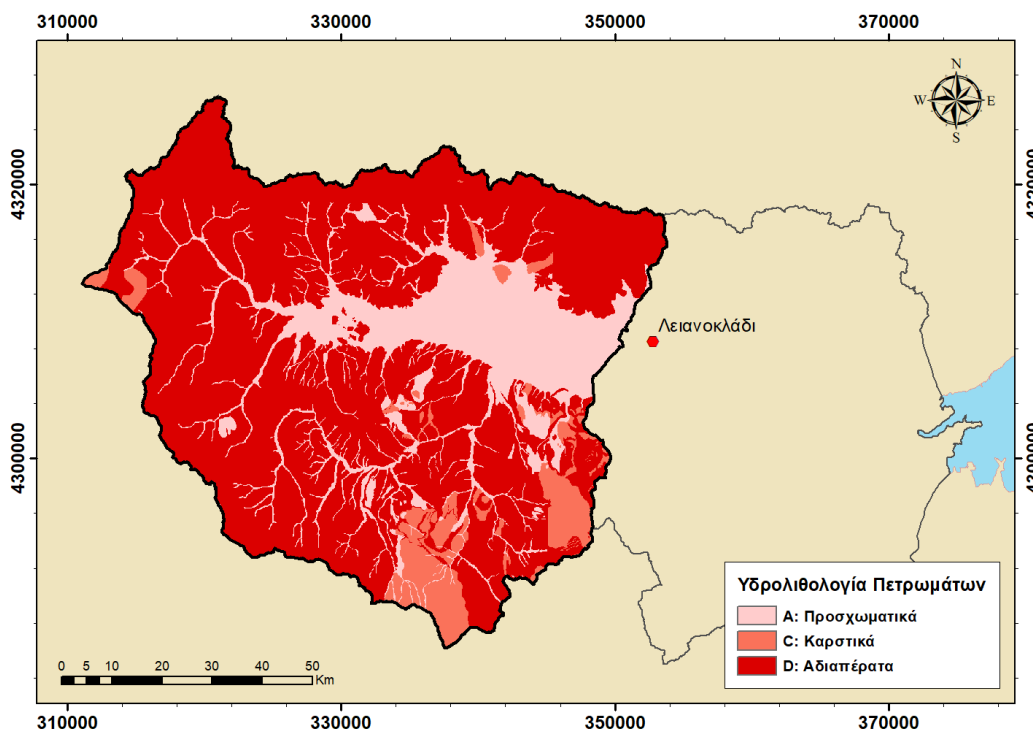 310000 330000 350000 370000
N
W E
S
4320000 4320000
Λειανοκλάδι
4300000 4300000
Υδρολιθολογία Πετρωμάτων
A: Προσχωματικά
C: Καρστικά
D: Αδιαπέρατα
0 5 10 20 30 40 50
Km
310000 330000 350000 370000